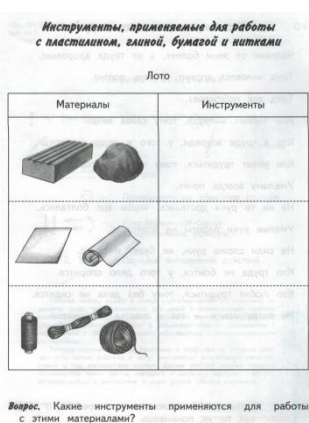 Инструменты, применяемые для работы
с пластилином, глиной, бумагой и нитками
Лото
Материалы
Инструменты
Вопрос. Какие инструменты применяются для работы
с этими материалами?